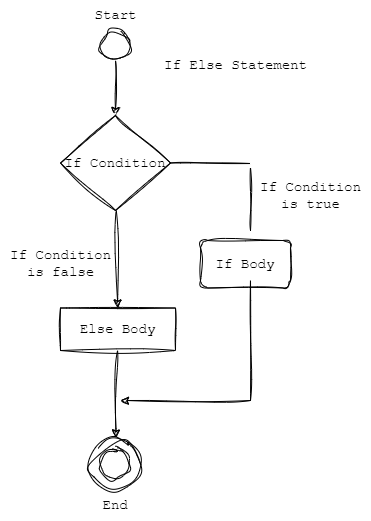 Start
If Else Statement
If Condition
If Condition
is true
If Condition
is false
If Body
Else Body
End